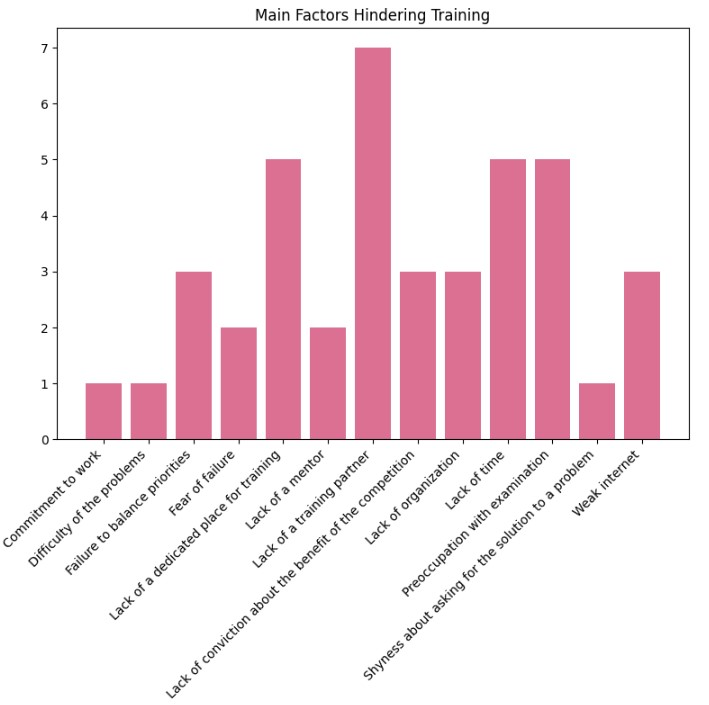 Main Factors Hindering Training
7
6
5
4
3
2
1
0
Commitment to work
Difficulty of the problems
Failure to balance priorities
Fear of failure
Lack of a dedicated place for training
Lack of a mentor
Lack of a training partner
Lack of conviction about the benefit of the competition
Lack of organization
Lack of time
Preoccupation with examination
Shyness about asking for the solution to a problem
Weak internet